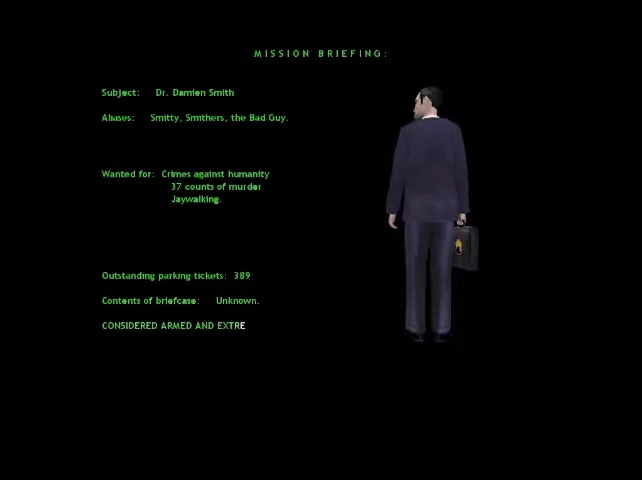 MISSION BRIEFING:
Subject: Dr. Damien Smith
Aliases: Smitty, Smithers, the Bad Guy.
Wanted for: Crimes against humanity
37 counts of murder
Jaywalking.
Outstanding parking tickets: 389
Contents of briefcase: Unknown.
CONSIDERED ARMED AND EXTRE